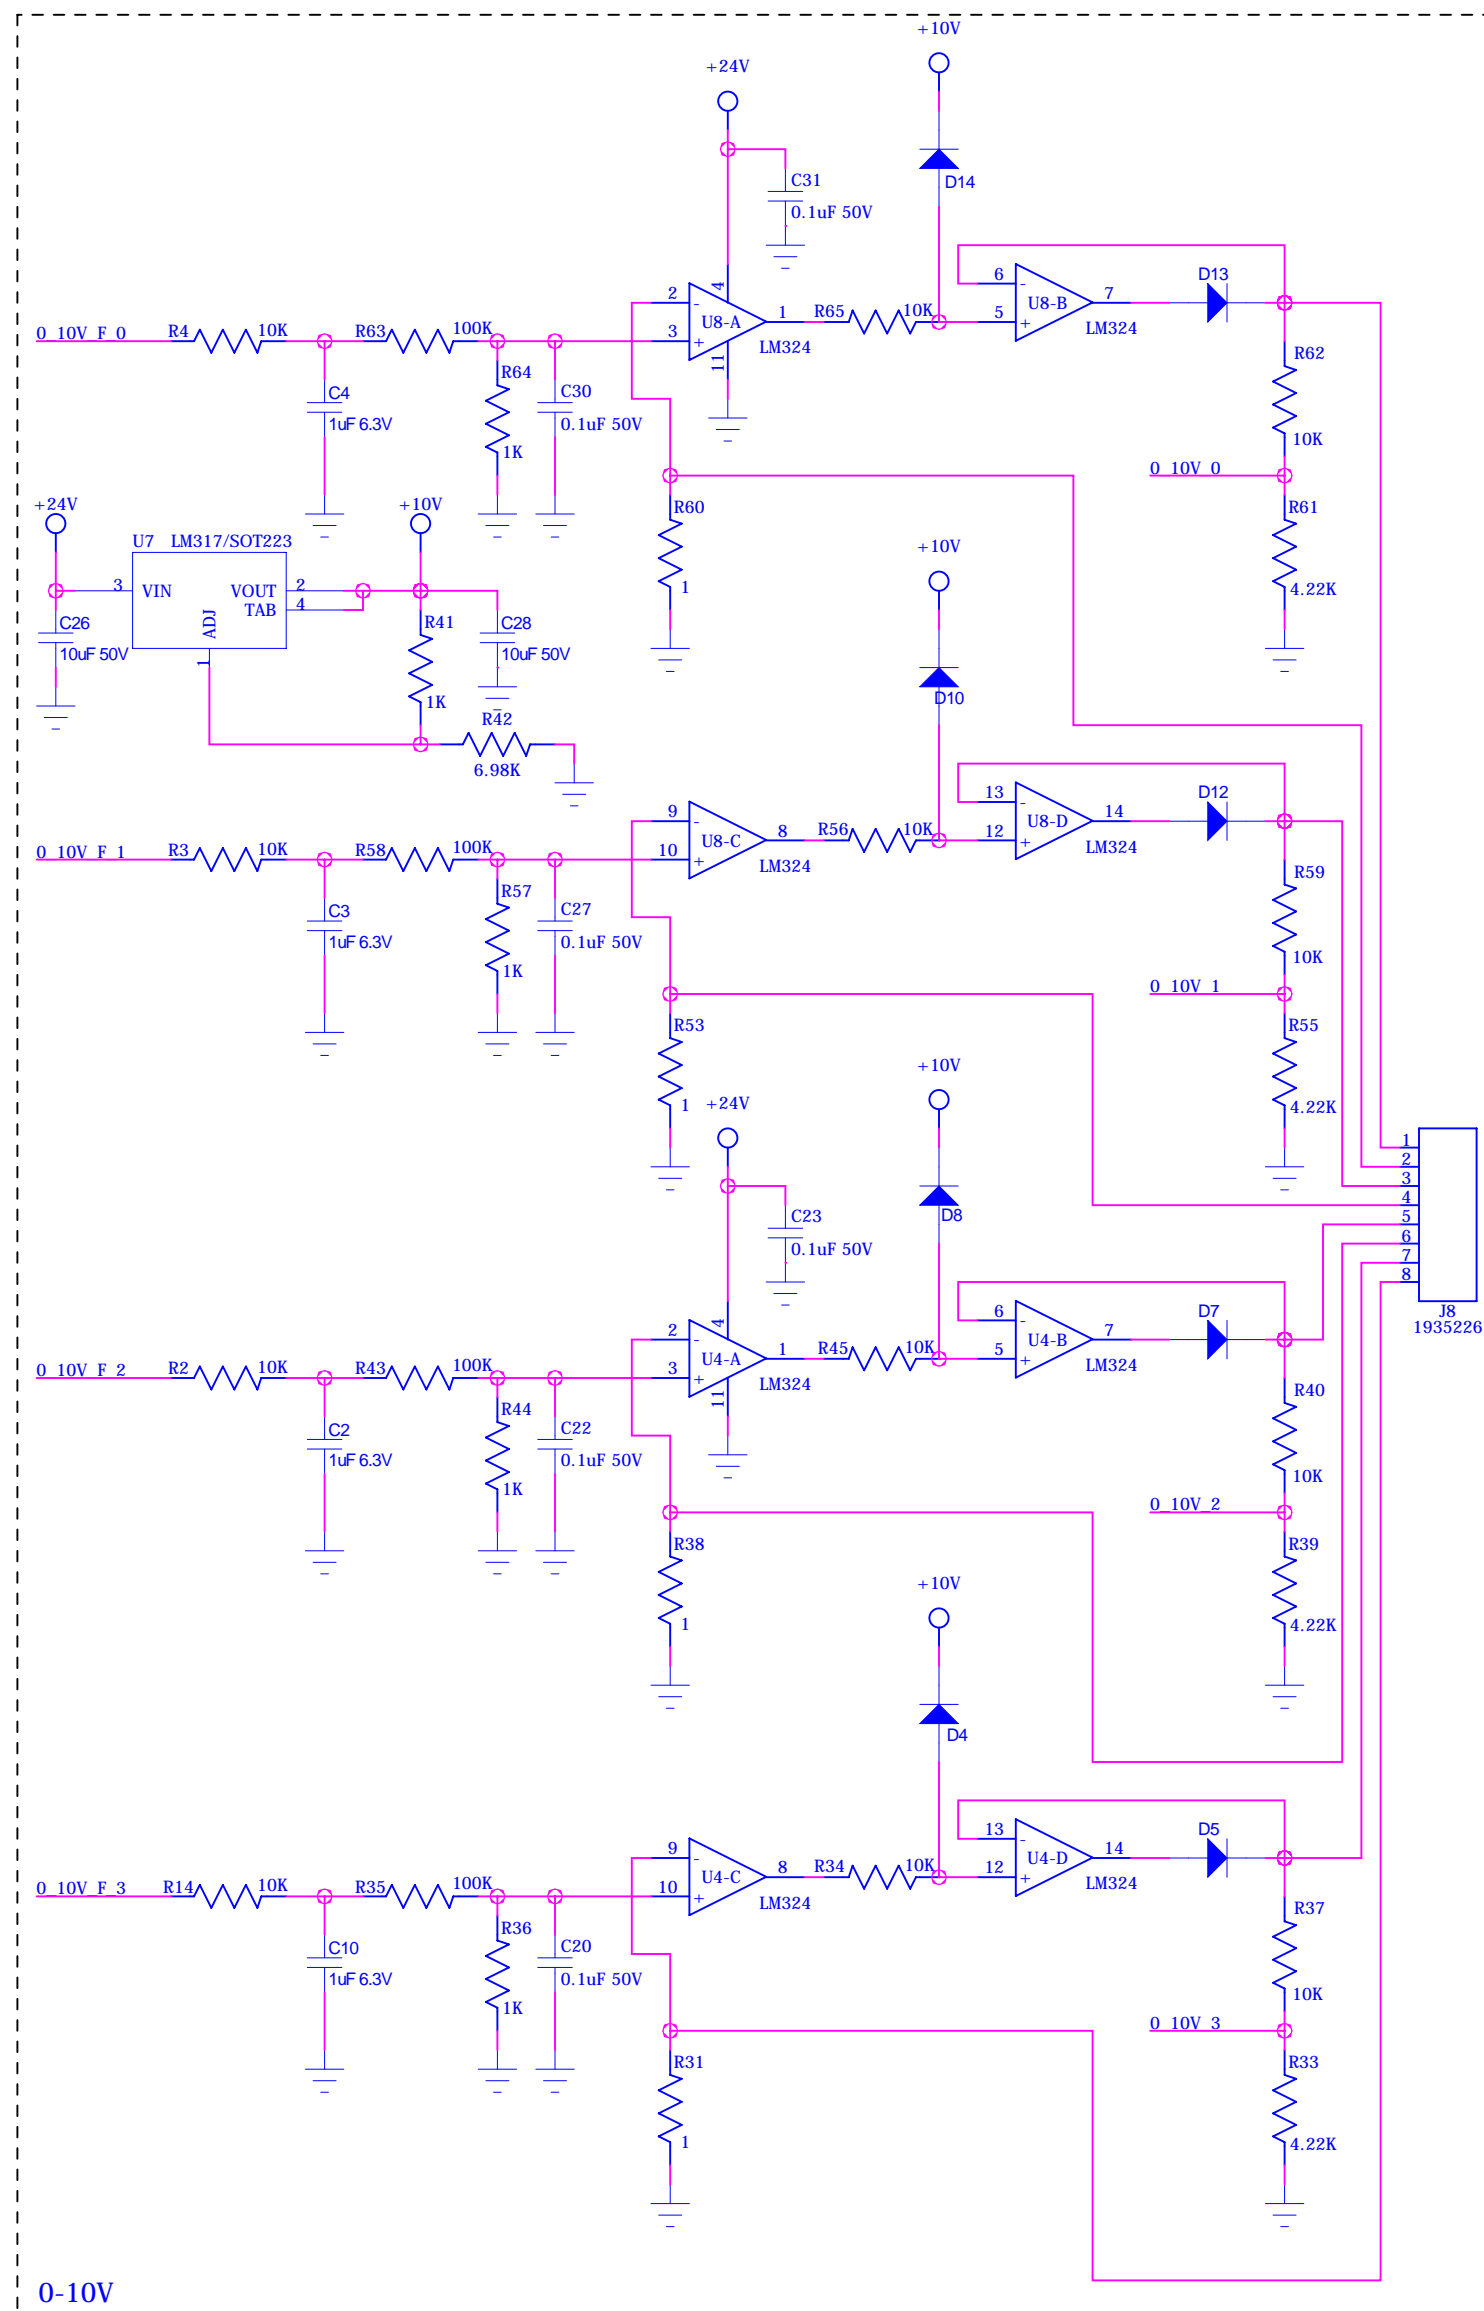 +10V
+24V
D14
C31
0.1uF 50V
6 - U8-B 7 D13
5 + LM324
2 - 4 U8-A 1 R65 10K
3 + 11 LM324
0_10V_F_0 R4 10K R63 100K
R62
10K
R64
1K
C4
1uF 6.3V
C30
0.1uF 50V
0_10V_0
R60
1
R61
4.22K
+24V
+10V
U7 LM317/SOT223
3 VIN VOUT 2
TAB 4
ADJ
1
C26
10uF 50V
R41
1K
C28
10uF 50V
R42
6.98K
+10V
D10
13 - U8-D 14 D12
12 + LM324
9 - U8-C 8 R56 10K
10 + LM324
0_10V_F_1 R3 10K R58 100K
R59
10K
R57
1K
C3
1uF 6.3V
C27
0.1uF 50V
0_10V_1
R53
1
R55
4.22K
+10V
+24V
D8
C23
0.1uF 50V
1
2
3
4
5
6
7
8
J8
1935226
6 - U4-B 7 D7
5 + LM324
2 - 4 U4-A 1 R45 10K
3 + 11 LM324
0_10V_F_2 R2 10K R43 100K
R40
10K
R44
1K
C2
1uF 6.3V
C22
0.1uF 50V
0_10V_2
R38
1
R39
4.22K
+10V
D4
13 - U4-D 14 D5
12 + LM324
9 - U4-C 8 R34 10K
10 + LM324
0_10V_F_3 R14 10K R35 100K
R37
10K
R36
1K
C10
1uF 6.3V
C20
0.1uF 50V
0_10V_3
R31
1
R33
4.22K
0-10V